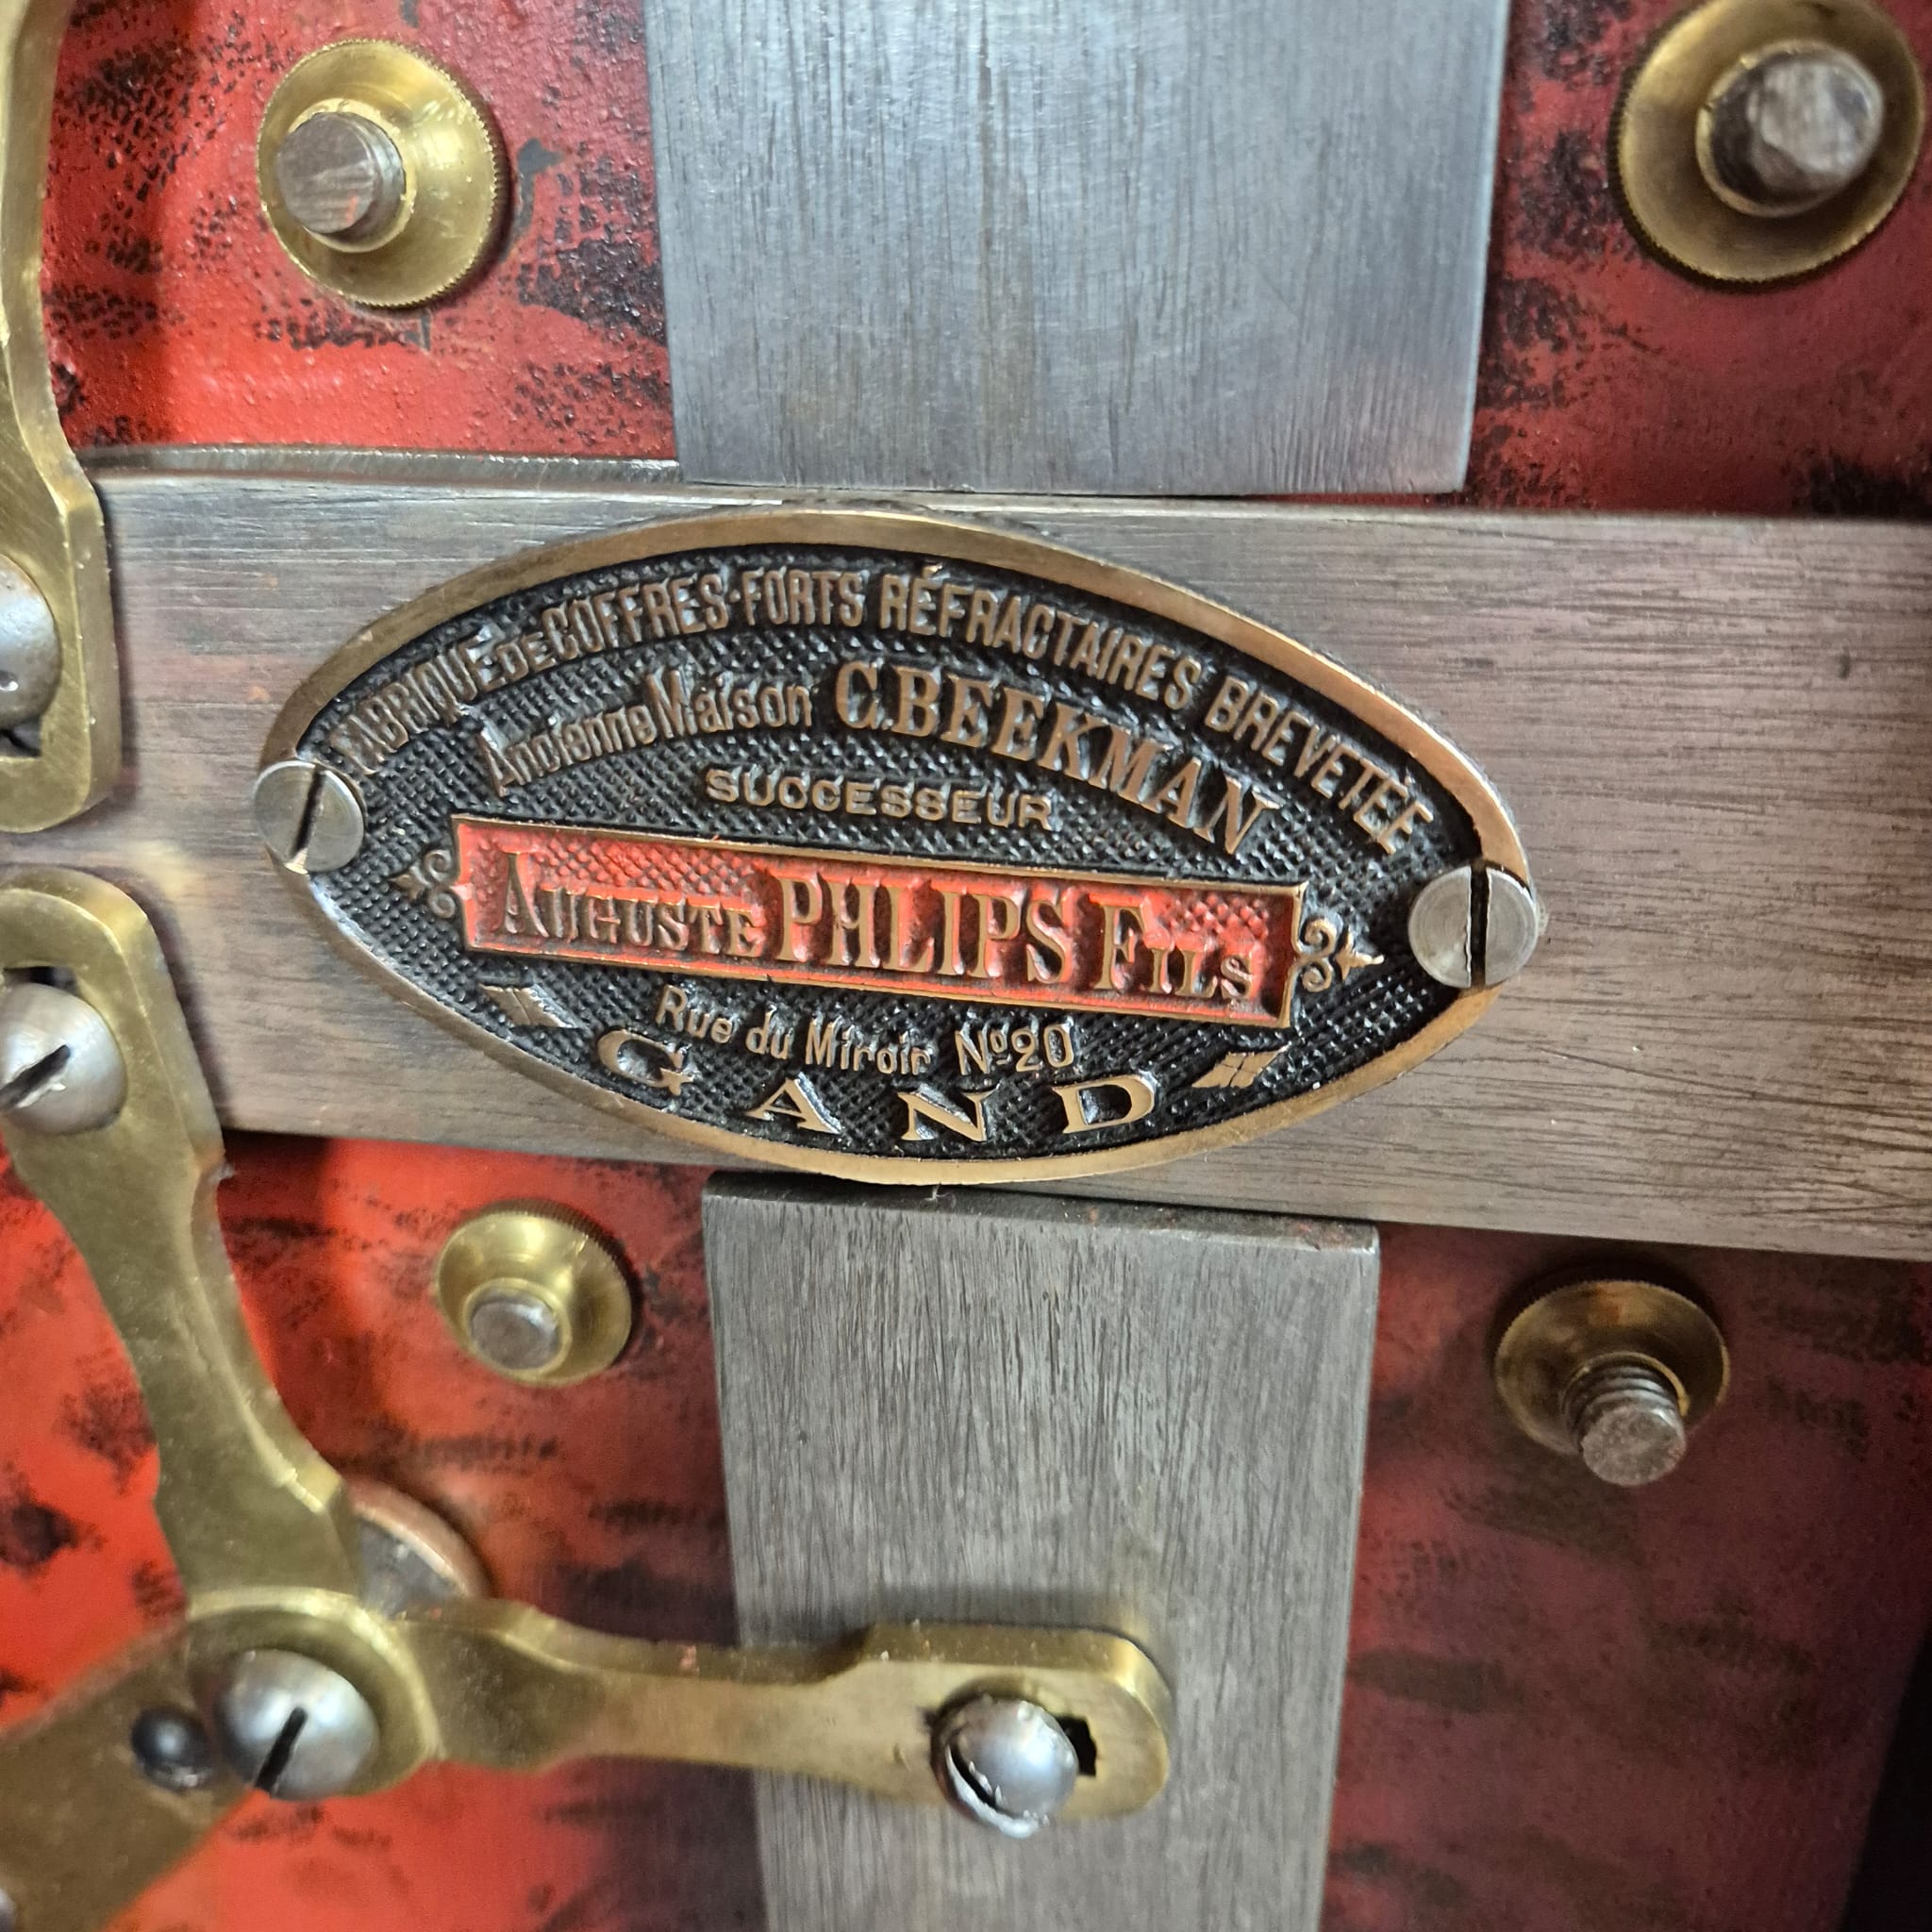 FABRIQUE DE COFFRES-FORTS RÉFRACTAIRES BREVETÉE
Ancienne Maison C. BEEKMAN
SUCCESSEUR
AUGUSTE PHLIPS FILS
Rue du Miroir No 20
GAND